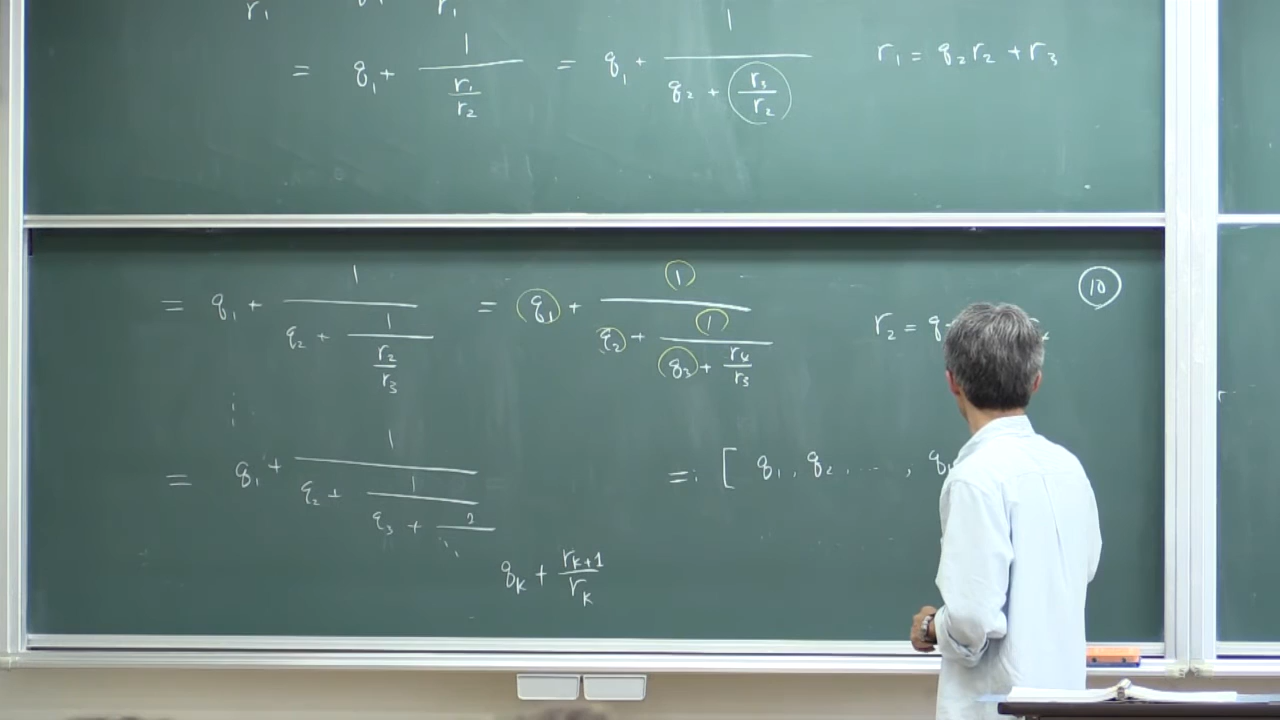 = q₁ + 1/(r₁/r₂) = q₁ + 1/(q₂ + r₃/r₂) r₁ = q₂r₂ + r₃
⑩
= q₁ + 1/(q₂ + 1/(r₂/r₃)) = q₁ + 1/(q₂ + 1/(q₃ + r₄/r₃)) r₂ = q
⋮
= q₁ + 1/(q₂ + 1/(q₃ + ⋱ q_k + r_{k+1}/r_k)) =: [ q₁, q₂, ⋯ , q